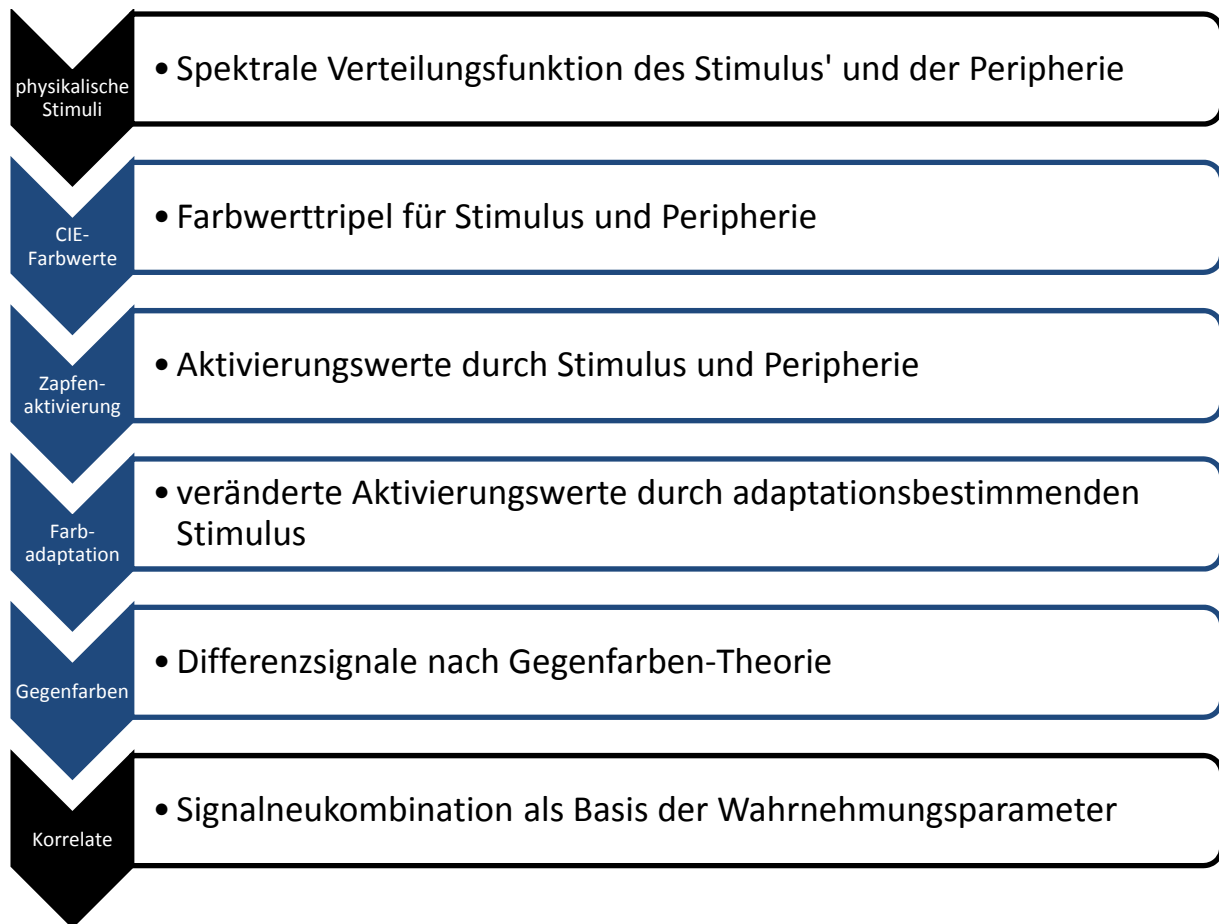 physikalische
Stimuli
• Spektrale Verteilungsfunktion des Stimulus' und der Peripherie
CIE-
Farbwerte
• Farbwerttripel für Stimulus und Peripherie
Zapfen-
aktivierung
• Aktivierungswerte durch Stimulus und Peripherie
Farb-
adaptation
• veränderte Aktivierungswerte durch adaptationsbestimmenden
Stimulus
Gegenfarben
• Differenzsignale nach Gegenfarben-Theorie
Korrelate
• Signalneukombination als Basis der Wahrnehmungsparameter